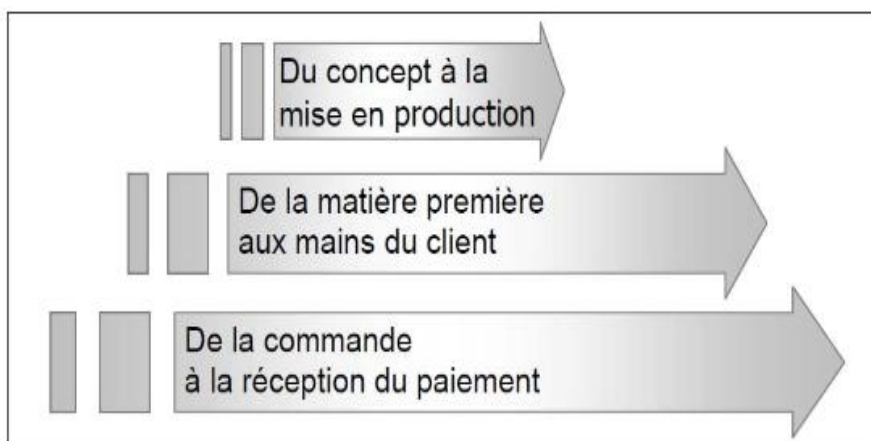 Du concept à la
mise en production
De la matière première
aux mains du client
De la commande
à la réception du paiement